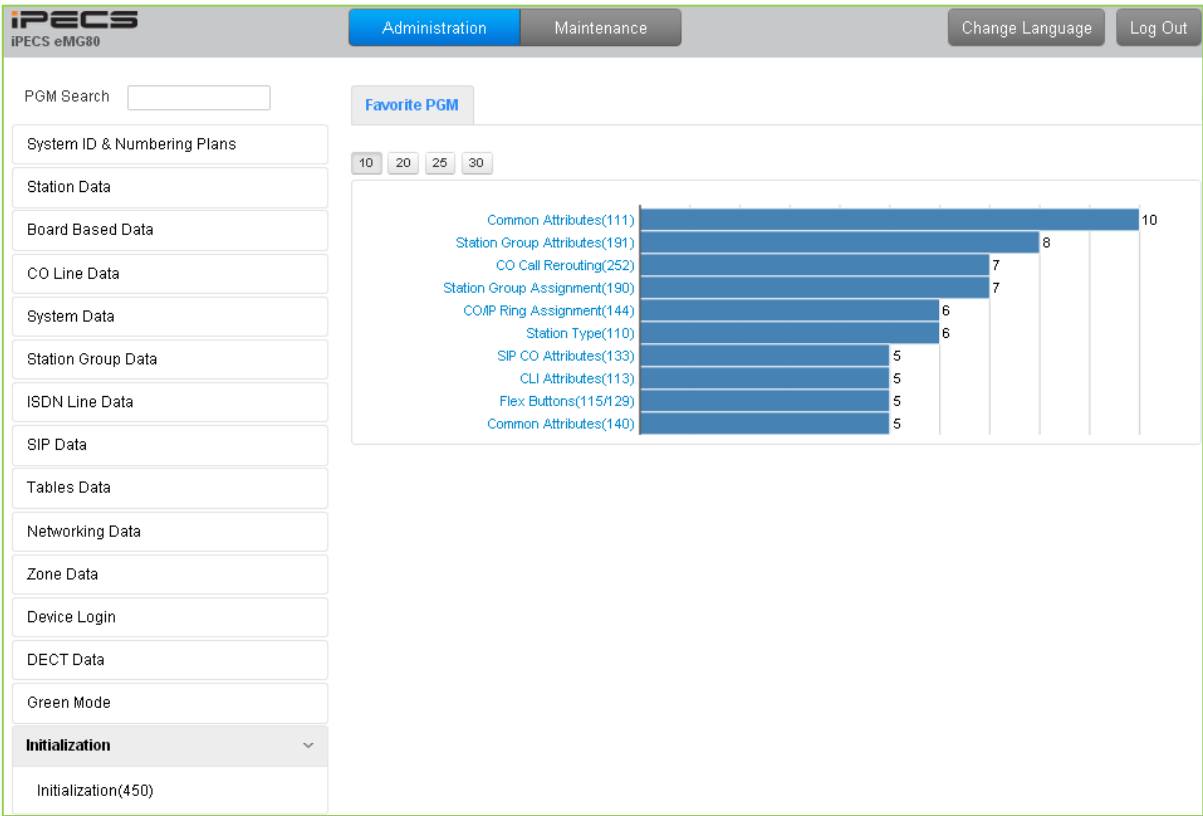 iPECS
iPECS eMG80
Administration
Maintenance
Change Language
Log Out
PGM Search
System ID & Numbering Plans
Station Data
Board Based Data
CO Line Data
System Data
Station Group Data
ISDN Line Data
SIP Data
Tables Data
Networking Data
Zone Data
Device Login
DECT Data
Green Mode
Initialization
Initialization(450)
Favorite PGM
10 20 25 30
Common Attributes(111) 10
Station Group Attributes(191) 8
CO Call Rerouting(252) 7
Station Group Assignment(190) 7
CO/IP Ring Assignment(144) 6
Station Type(110) 6
SIP CO Attributes(133) 5
CLI Attributes(113) 5
Flex Buttons(115/129) 5
Common Attributes(140) 5